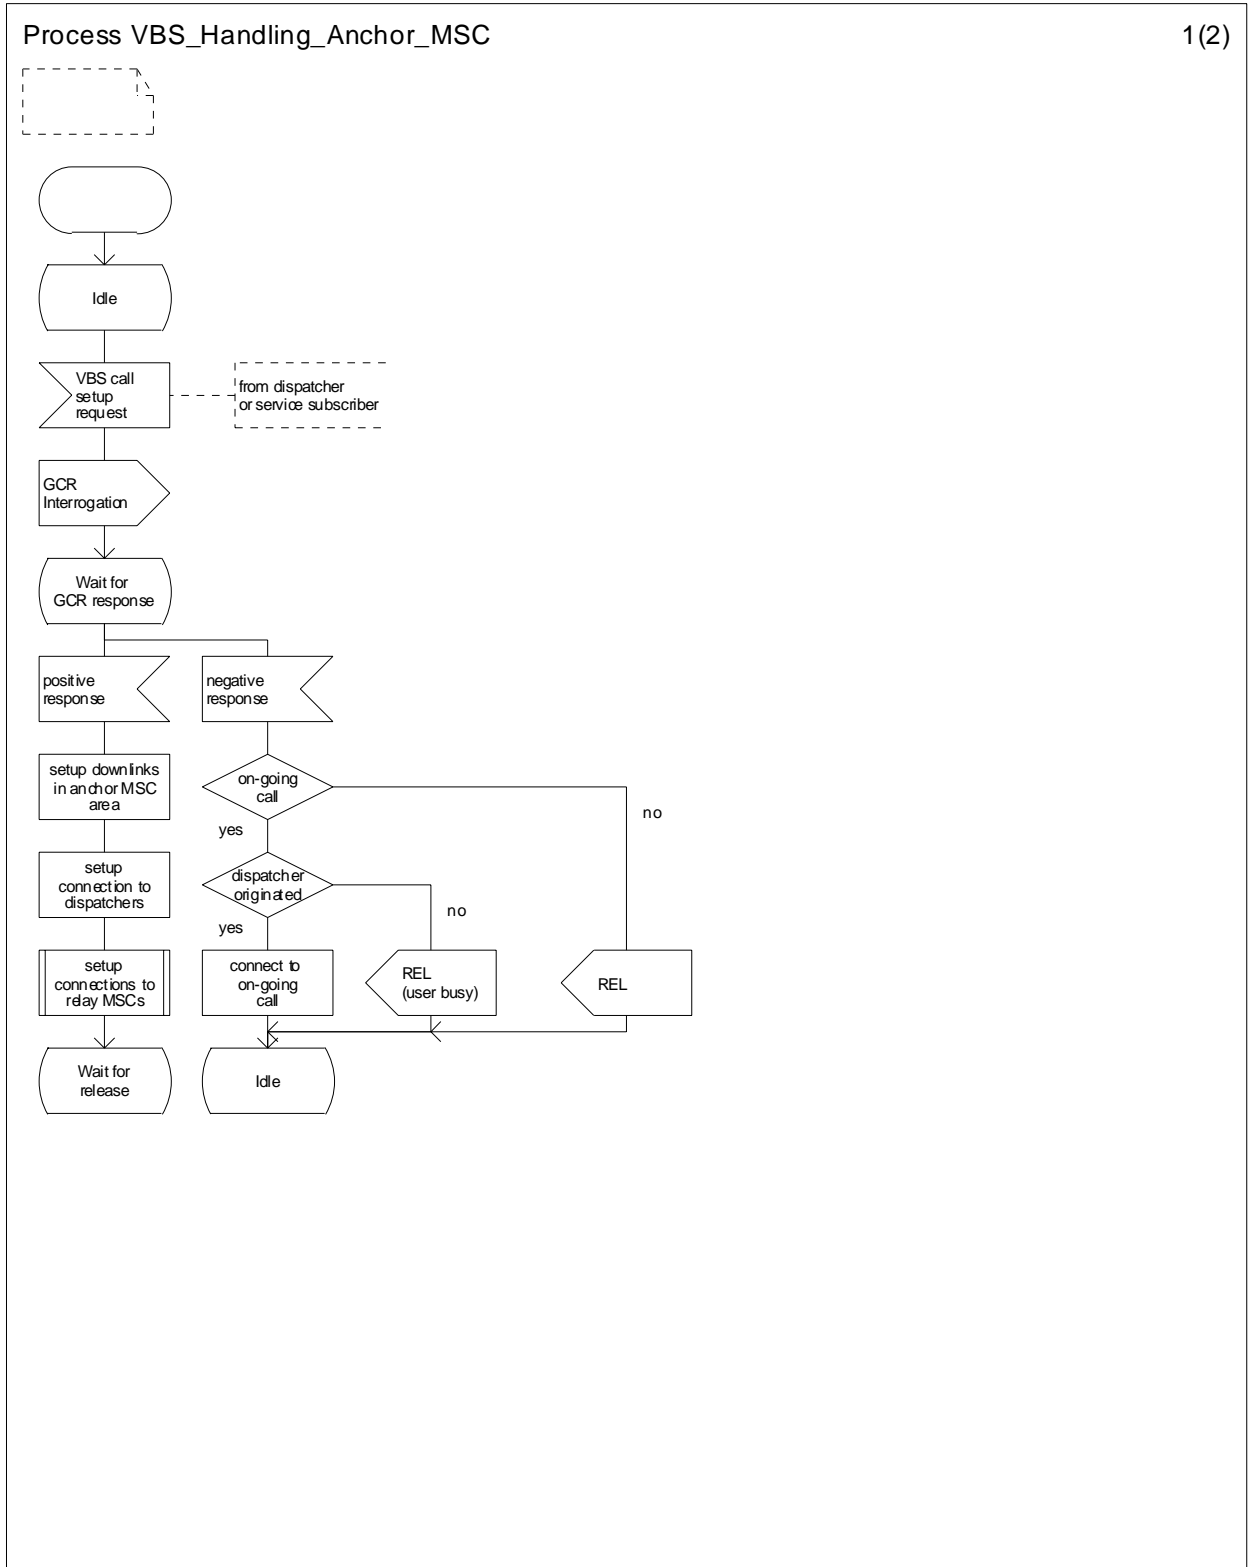 Process VBS_Handling_Anchor_MSC
1(2)
Idle
VBS call
setup
request
from dispatcher
or service subscriber
GCR
Interrogation
Wait for
GCR response
positive
response
negative
response
setup downlinks
in anchor MSC
area
on-going
call
no
yes
setup
connection to
dispatchers
dispatcher
originated
no
yes
setup
connections to
relay MSCs
connect to
on-going
call
REL
(user busy)
REL
Wait for
release
Idle